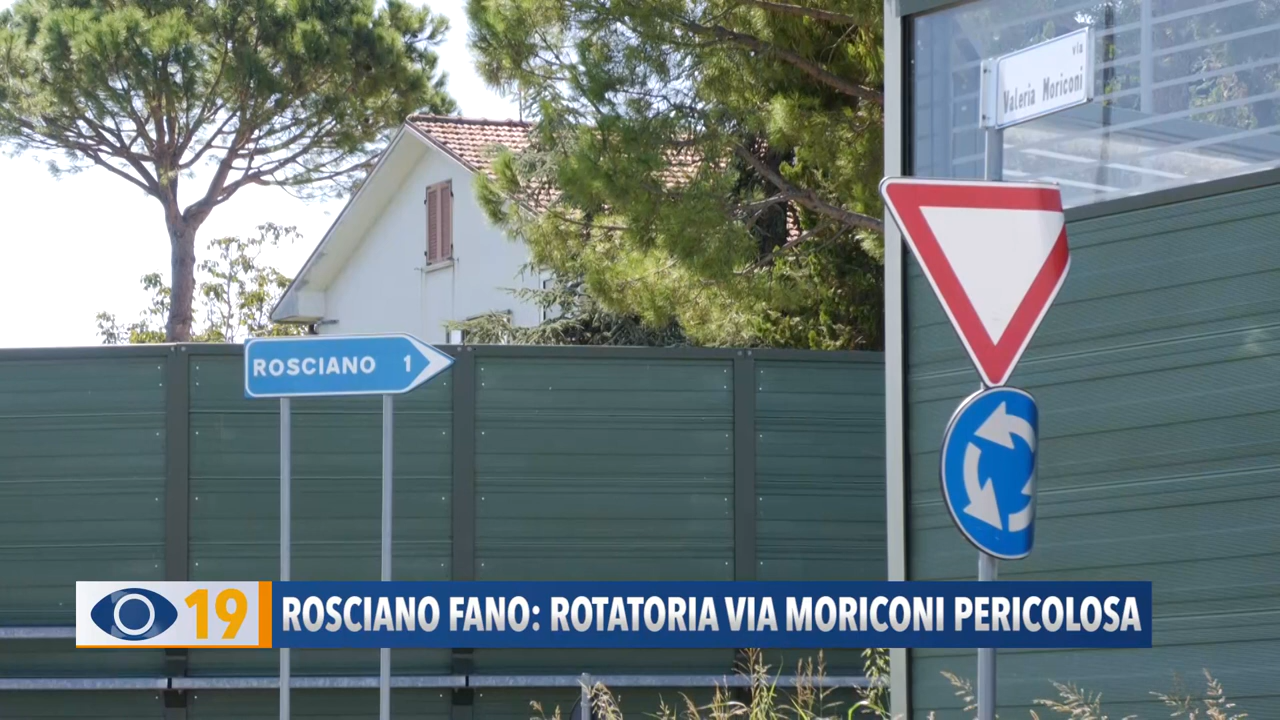 via
Valeria Moriconi
ROSCIANO 1
19
ROSCIANO FANO: ROTATORIA VIA MORICONI PERICOLOSA